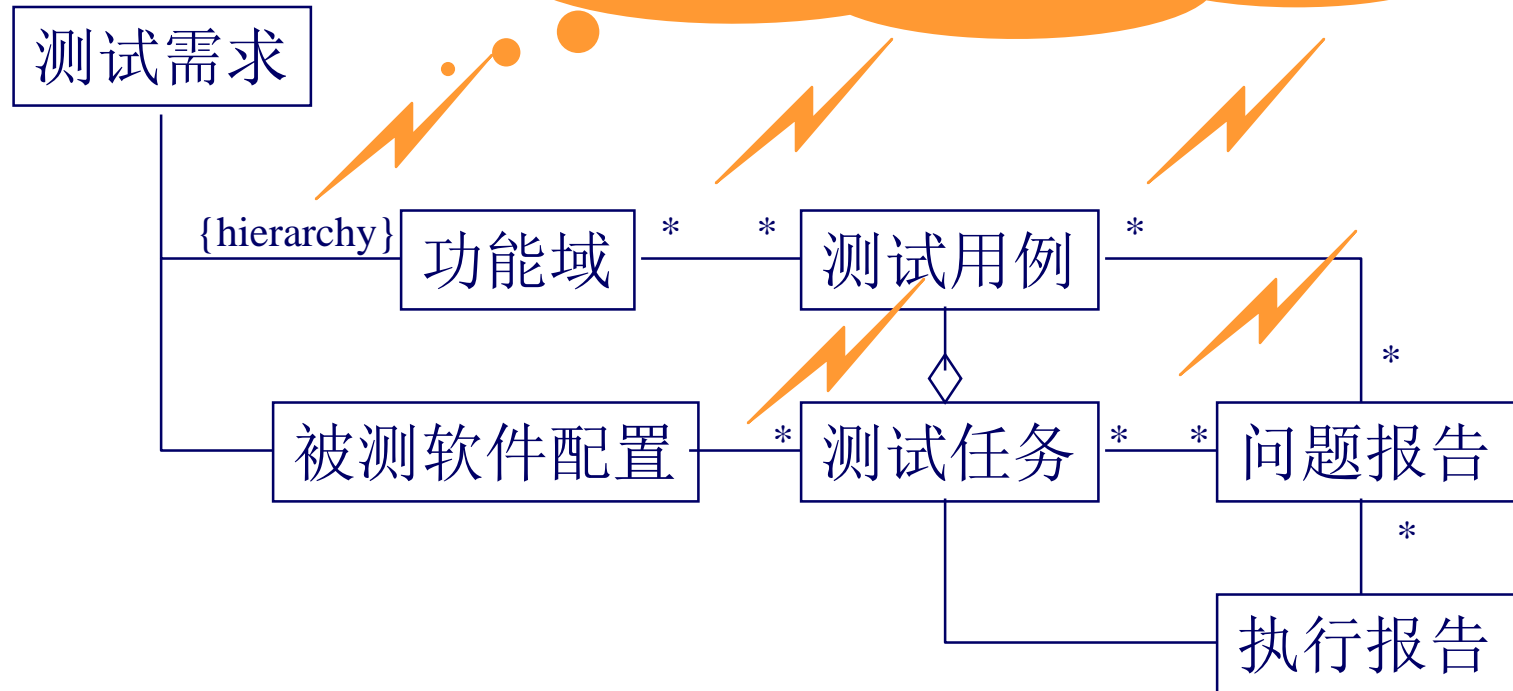 测试需求
{hierarchy}
功能域
*
*
测试用例
*
*
被测软件配置
*
测试任务
*
*
问题报告
*
执行报告